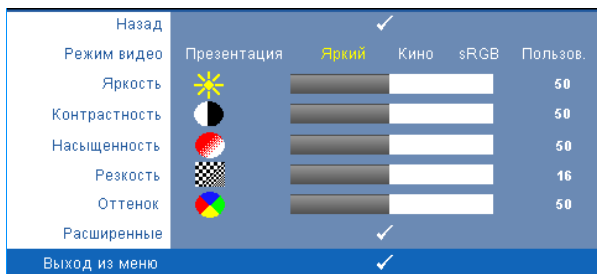 Назад
Режим видео Презентация Яркий Кино sRGB Пользов.
Яркость 50
Контрастность 50
Насыщенность 50
Резкость 16
Оттенок 50
Расширенные
Выход из меню